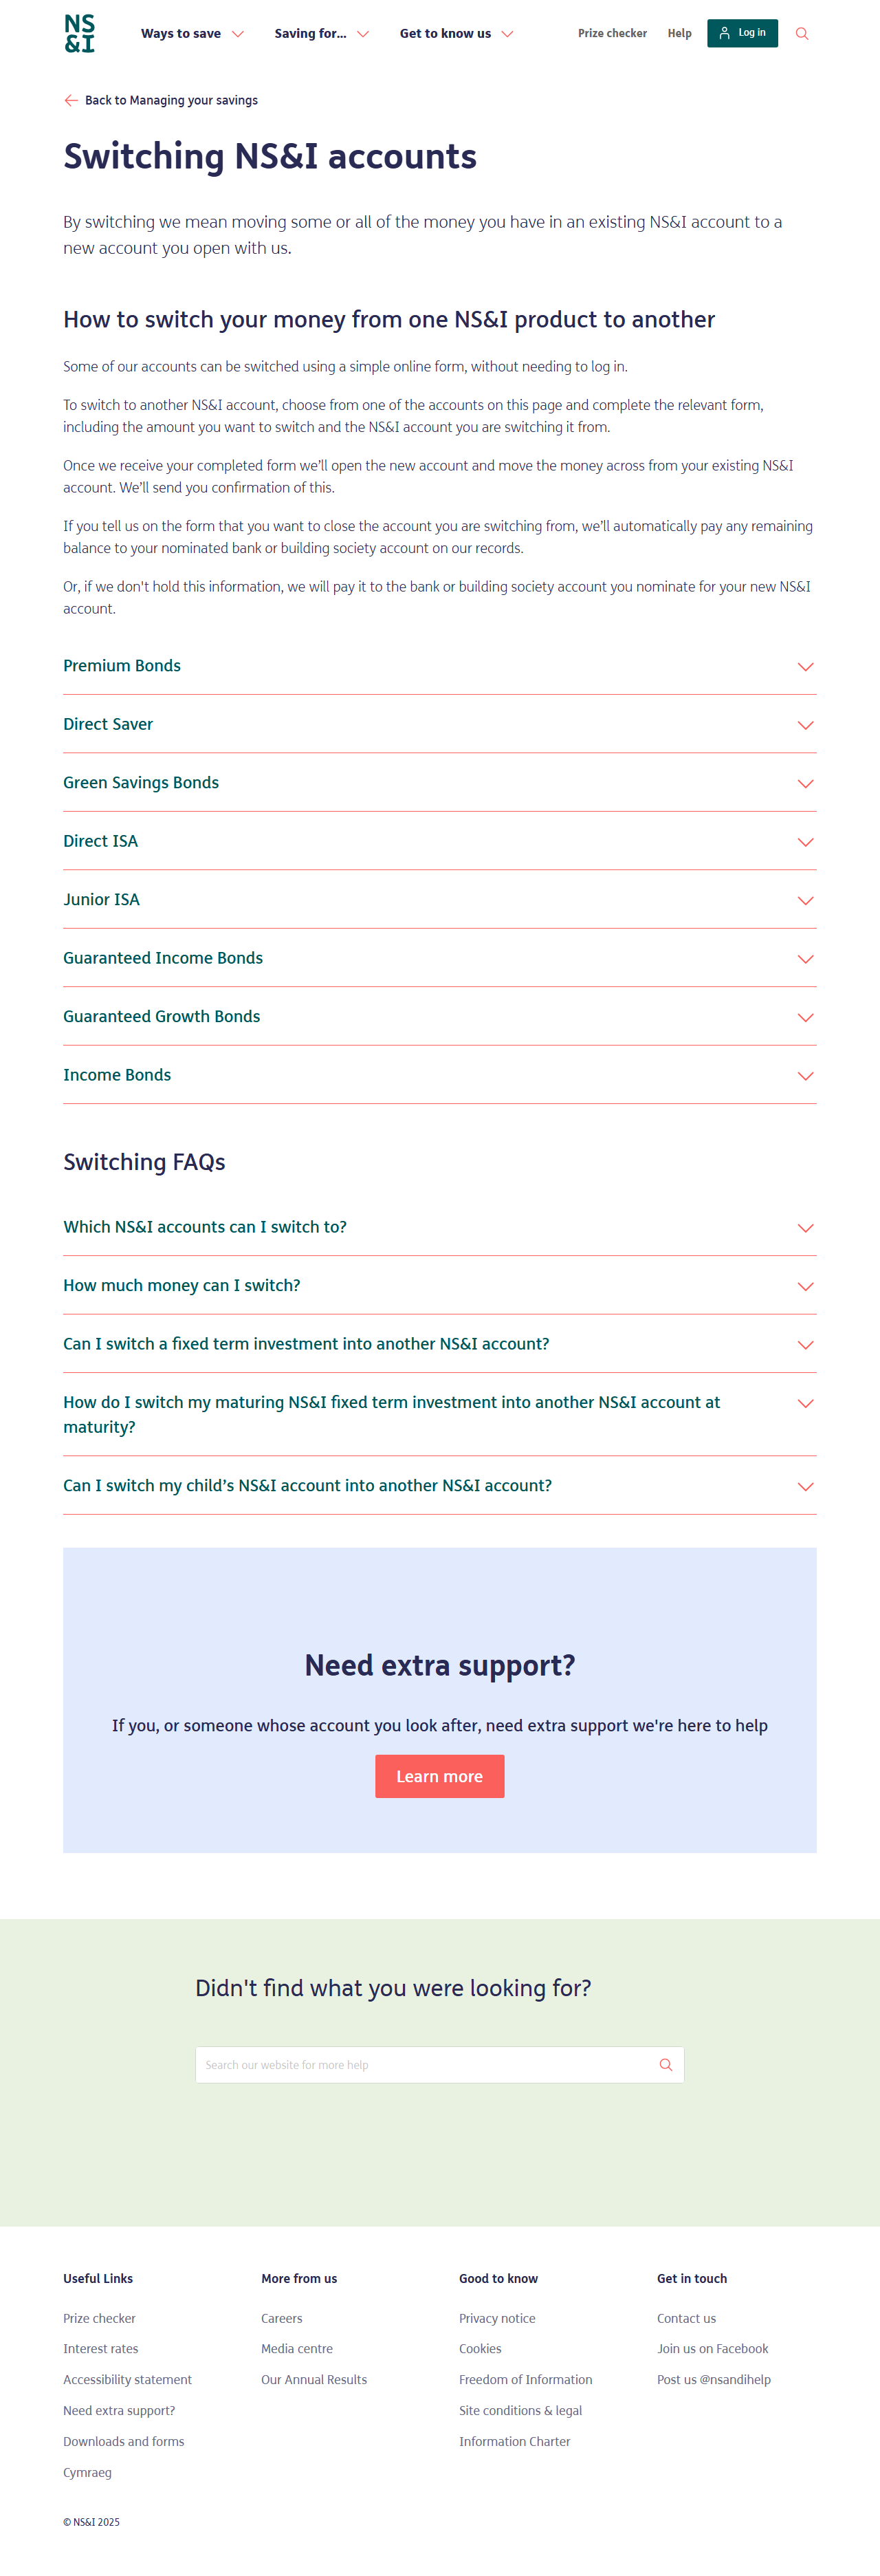 NS
&I
Ways to save
Saving for...
Get to know us
Prize checker
Help
Log in
Back to Managing your savings
Switching NS&I accounts
By switching we mean moving some or all of the money you have in an existing NS&I account to a
new account you open with us.
How to switch your money from one NS&I product to another
Some of our accounts can be switched using a simple online form, without needing to log in.
To switch to another NS&I account, choose from one of the accounts on this page and complete the relevant form,
including the amount you want to switch and the NS&I account you are switching it from.
Once we receive your completed form we’ll open the new account and move the money across from your existing NS&I
account. We’ll send you confirmation of this.
If you tell us on the form that you want to close the account you are switching from, we’ll automatically pay any remaining
balance to your nominated bank or building society account on our records.
Or, if we don't hold this information, we will pay it to the bank or building society account you nominate for your new NS&I
account.
Premium Bonds
Direct Saver
Green Savings Bonds
Direct ISA
Junior ISA
Guaranteed Income Bonds
Guaranteed Growth Bonds
Income Bonds
Switching FAQs
Which NS&I accounts can I switch to?
How much money can I switch?
Can I switch a fixed term investment into another NS&I account?
How do I switch my maturing NS&I fixed term investment into another NS&I account at
maturity?
Can I switch my child’s NS&I account into another NS&I account?
Need extra support?
If you, or someone whose account you look after, need extra support we're here to help
Learn more
Didn't find what you were looking for?
Search our website for more help
Useful Links
Prize checker
Interest rates
Accessibility statement
Need extra support?
Downloads and forms
Cymraeg
More from us
Careers
Media centre
Our Annual Results
Good to know
Privacy notice
Cookies
Freedom of Information
Site conditions & legal
Information Charter
Get in touch
Contact us
Join us on Facebook
Post us @nsandihelp
© NS&I 2025